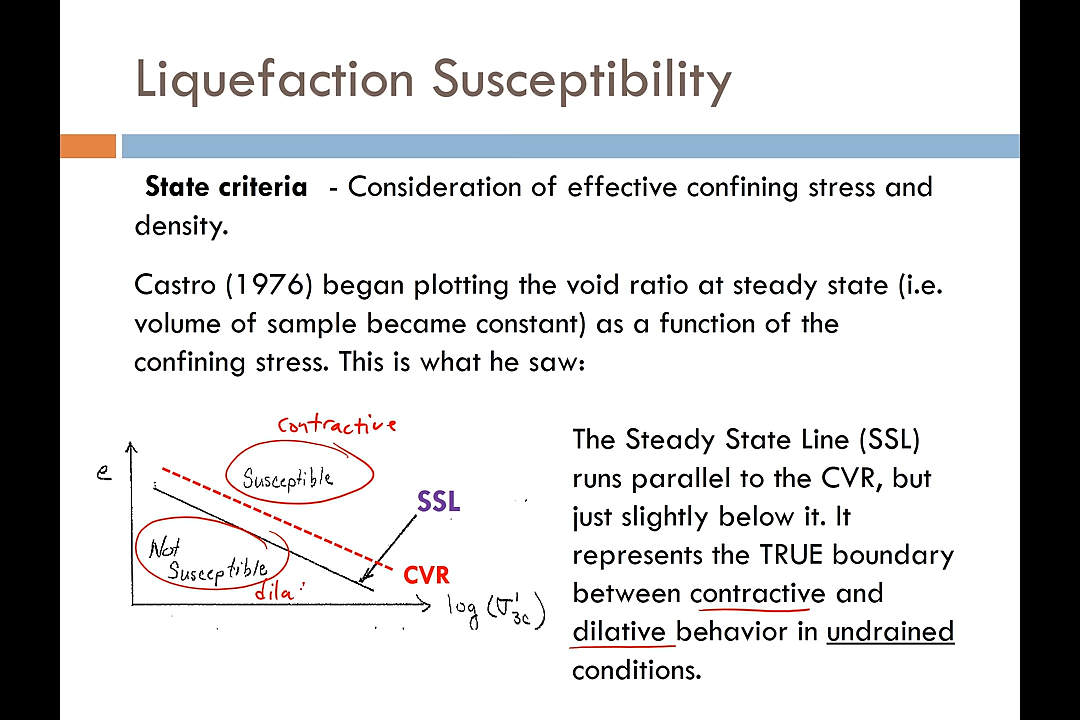 Liquefaction Susceptibility
State criteria - Consideration of effective confining stress and
density.
Castro (1976) began plotting the void ratio at steady state (i.e.
volume of sample became constant) as a function of the
confining stress. This is what he saw:
contractive
e
Susceptible
SSL
Not
Susceptible
CVR
dila
log (σ'3c)
The Steady State Line (SSL)
runs parallel to the CVR, but
just slightly below it. It
represents the TRUE boundary
between contractive and
dilative behavior in undrained
conditions.